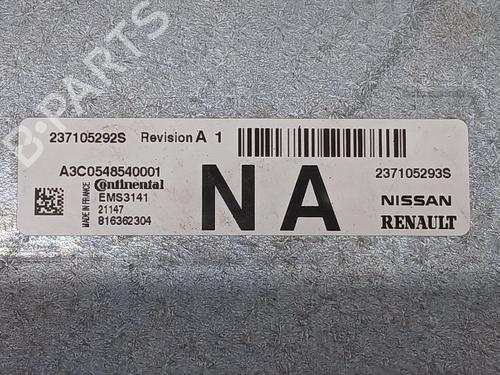 B-PARTS
237105292S Revision A 1
A3C0548540001 Continental
237105293S
MADE IN FRANCE
EMS3141
21147
816362304
NA
NISSAN
RENAULT